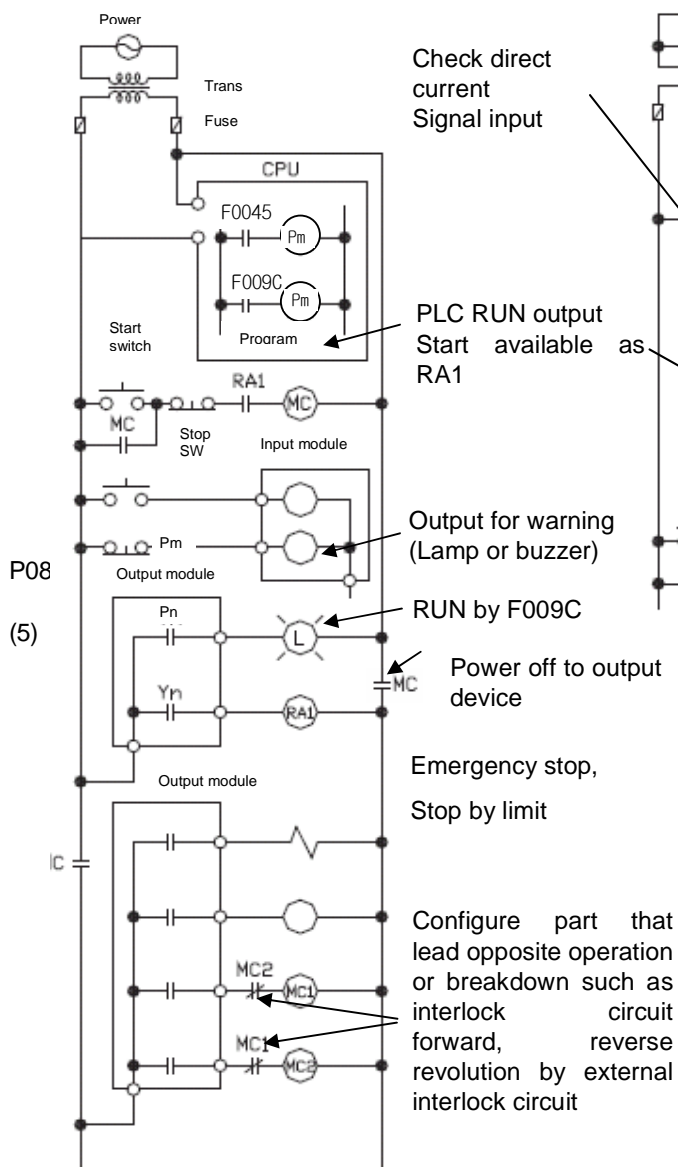 Power
Trans
Fuse
Check direct
current
Signal input
CPU
F0045
Pm
F009C
Pm
Program
PLC RUN output
Start available as
RA1
Start
switch
RA1
MC
MC
Stop
SW
Input module
Output for warning
(Lamp or buzzer)
Pm
P08
Output module
RUN by F009C
(5)
Pn
L
Power off to output
device
MC
Yn
RA1
Emergency stop,
Stop by limit
Output module
C
Configure part that
lead opposite operation
or breakdown such as
interlock circuit
forward, reverse
revolution by external
interlock circuit
MC2
MC1
MC1
MC2